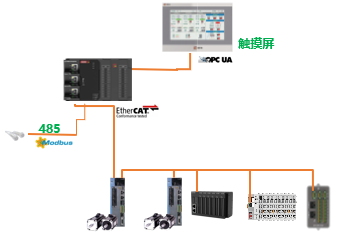 触摸屏
OPC UA
EtherCAT
Conformance tested
485
Modbus